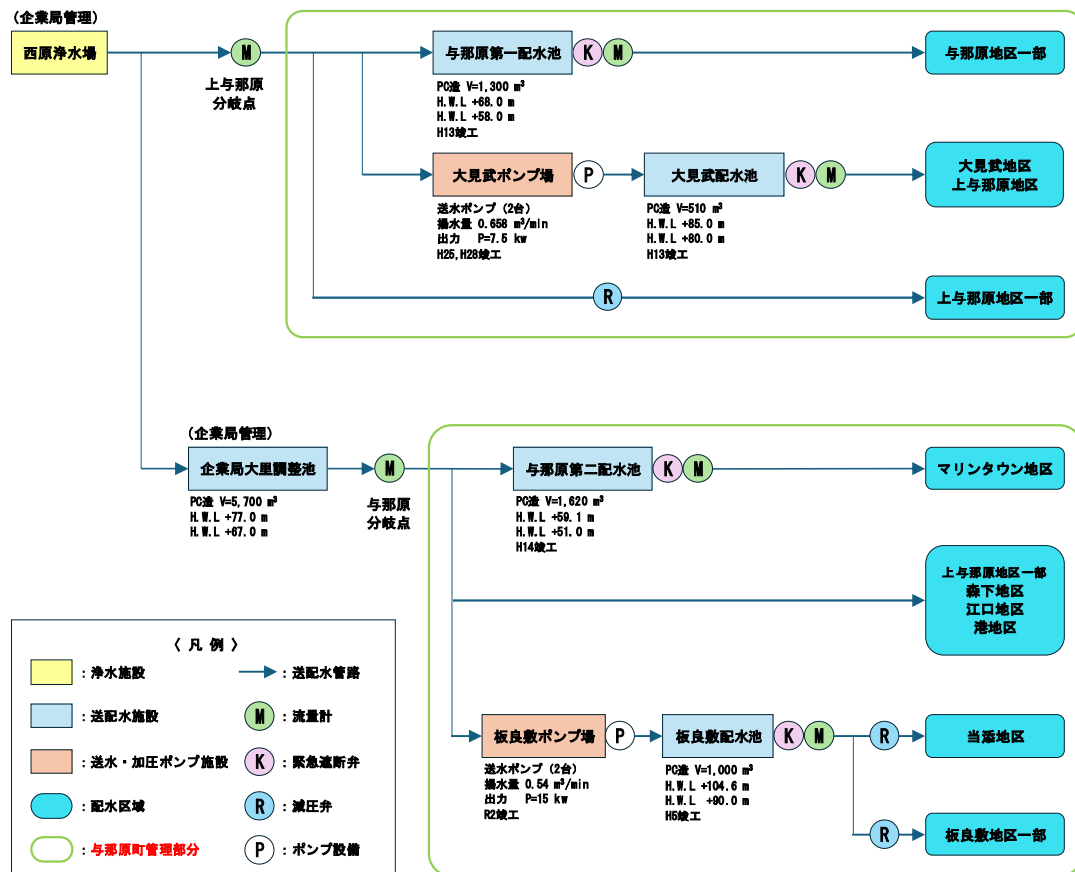 (企業局管理)
西原浄水場
M
上与那原
分岐点
与那原第一配水池
K
M
与那原地区一部
PC造 V=1,300 m³
H.W.L +68.0 m
H.W.L +58.0 m
H13竣工
大見武ポンプ場
P
大見武配水池
K
M
大見武地区
上与那原地区
送水ポンプ (2台)
揚水量 0.658 m³/min
出力 P=7.5 kw
H25,H28竣工
PC造 V=510 m³
H.W.L +85.0 m
H.W.L +80.0 m
H13竣工
R
上与那原地区一部
(企業局管理)
企業局大里調整池
M
与那原
分岐点
PC造 V=5,700 m³
H.W.L +77.0 m
H.W.L +67.0 m
与那原第二配水池
K
M
マリンタウン地区
PC造 V=1,620 m³
H.W.L +59.1 m
H.W.L +51.0 m
H14竣工
上与那原地区一部
森下地区
江口地区
港地区
板良敷ポンプ場
P
板良敷配水池
K
M
R
当添地区
送水ポンプ (2台)
揚水量 0.54 m³/min
出力 P=15 kw
R2竣工
PC造 V=1,000 m³
H.W.L +104.6 m
H.W.L +90.0 m
H5竣工
R
板良敷地区一部
〈 凡 例 〉
：浄水施設
：送配水管路
：送配水施設
M ：流量計
：送水・加圧ポンプ施設
K ：緊急遮断弁
：配水区域
R ：減圧弁
：与那原町管理部分
P ：ポンプ設備